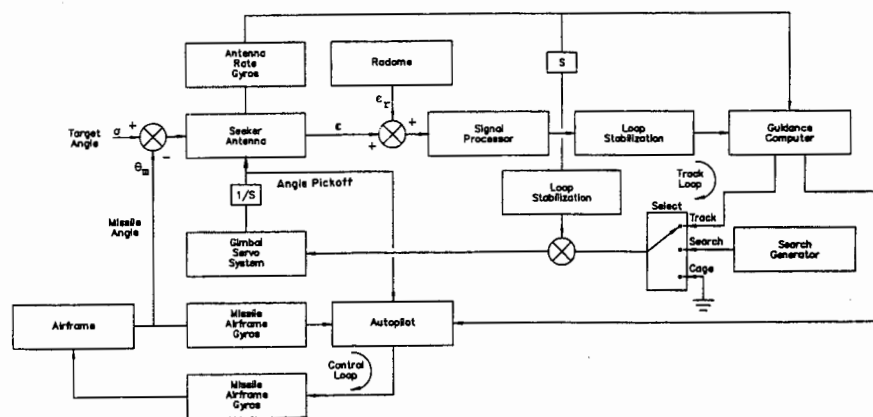 Antenna
Rate
Gyros
Radome
S
ε_r
Target
Angle
σ
+
-
θ_m
Seeker
Antenna
ε
+
+
+
Signal
Processor
Loop
Stabilization
Guidance
Computer
Angle Pickoff
1/S
Loop
Stabilization
Track
Loop
Select
Track
Search
Cage
Search
Generator
Missile
Angle
Gimbal
Servo
System
Airframe
Missile
Airframe
Gyros
Autopilot
Control
Loop
Missile
Airframe
Gyros